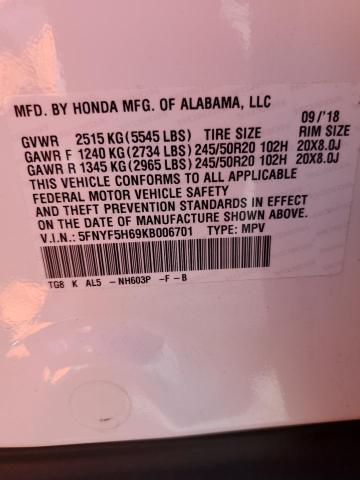 MFD. BY HONDA MFG. OF ALABAMA, LLC
09/'18
GVWR 2515 KG (5545 LBS) TIRE SIZE RIM SIZE
GAWR F 1240 KG (2734 LBS) 245/50R20 102H 20X8.0J
GAWR R 1345 KG (2965 LBS) 245/50R20 102H 20X8.0J
THIS VEHICLE CONFORMS TO ALL APPLICABLE
FEDERAL MOTOR VEHICLE SAFETY
AND THEFT PREVENTION STANDARDS IN EFFECT
ON THE DATE OF MANUFACTURE SHOWN ABOVE.
V.I.N.: 5FNYF5H69KB006701 TYPE: MPV
TG8 K AL5 -NH603P -F-B